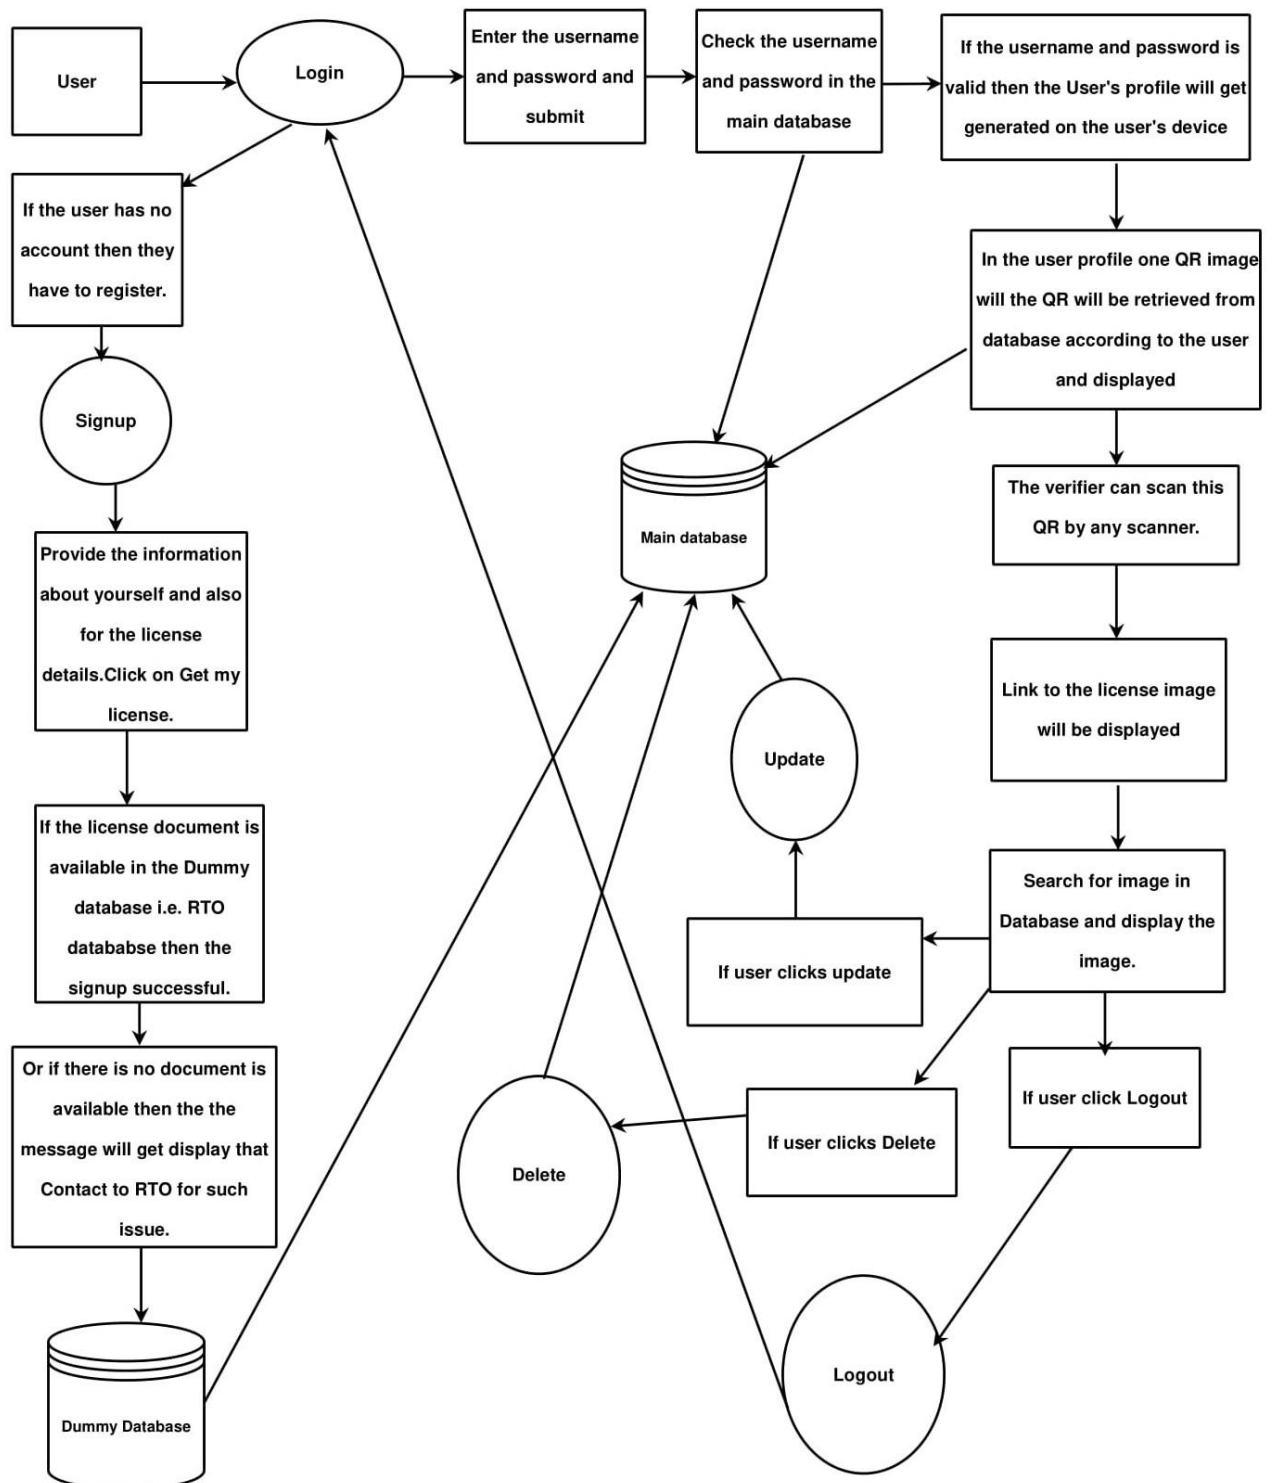 User
Login
Enter the username
and password and
submit
Check the username
and password in the
main database
If the username and password is
valid then the User's profile will get
generated on the user's device
If the user has no
account then they
have to register.
In the user profile one QR image
will the QR will be retrieved from
database according to the user
and displayed
Signup
The verifier can scan this
QR by any scanner.
Main database
Provide the information
about yourself and also
for the license
details.Click on Get my
license.
Link to the license image
will be displayed
Update
If the license document is
available in the Dummy
database i.e. RTO
datababse then the
signup successful.
Search for image in
Database and display the
image.
If user clicks update
Or if there is no document is
available then the the
message will get display that
Contact to RTO for such
issue.
If user click Logout
If user clicks Delete
Delete
Logout
Dummy Database